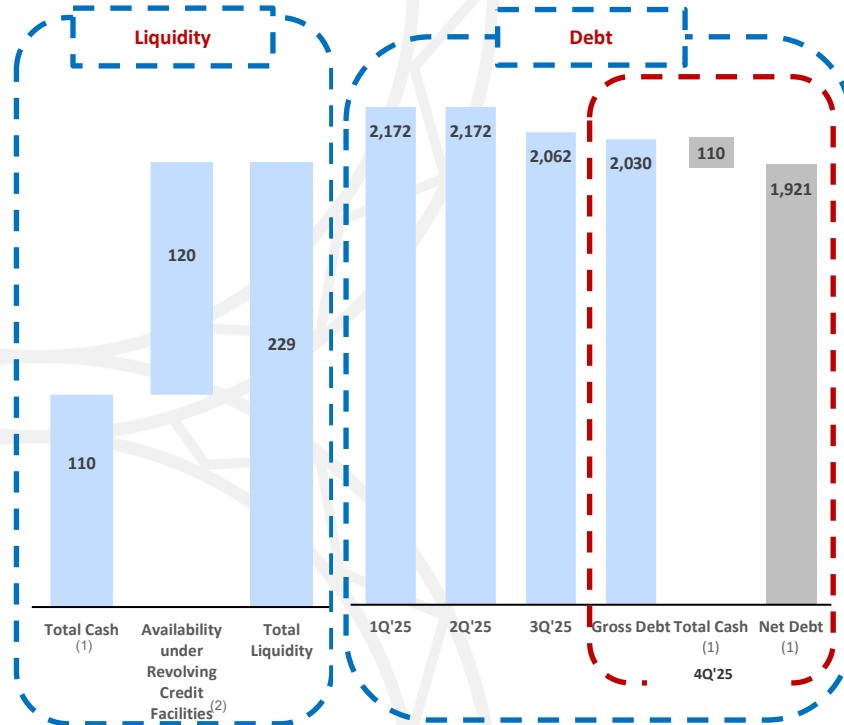 Liquidity
110
120
229
Total Cash
(1)
Availability
under
Revolving
Credit
Facilities(2)
Total
Liquidity
Debt
2,172
2,172
2,062
2,030
110
1,921
1Q'25
2Q'25
3Q'25
Gross Debt
Total Cash
(1)
Net Debt
(1)
4Q'25